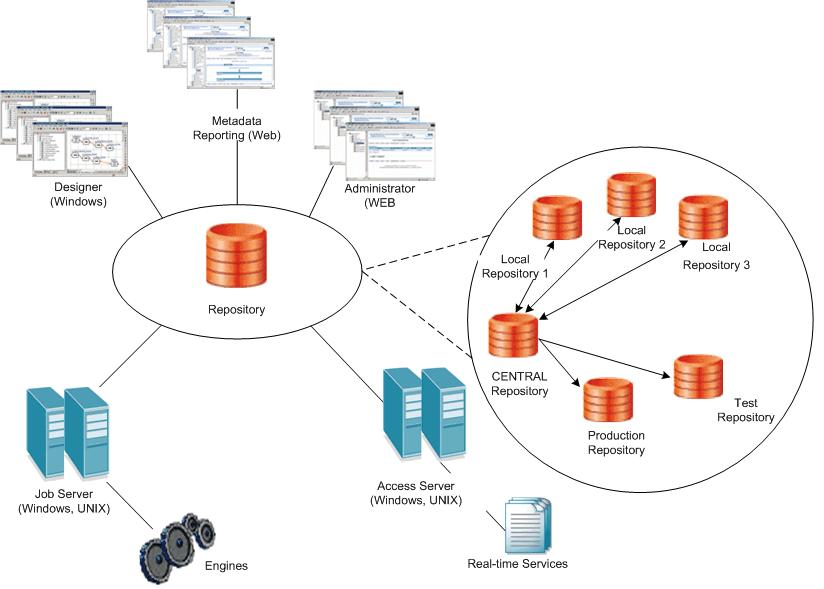 Metadata
Reporting (Web)
Designer
(Windows)
Administrator
(WEB
Repository
Local
Repository 1
Local
Repository 2
Local
Repository 3
CENTRAL
Repository
Production
Repository
Test
Repository
Job Server
(Windows, UNIX)
Access Server
(Windows, UNIX)
Engines
Real-time Services